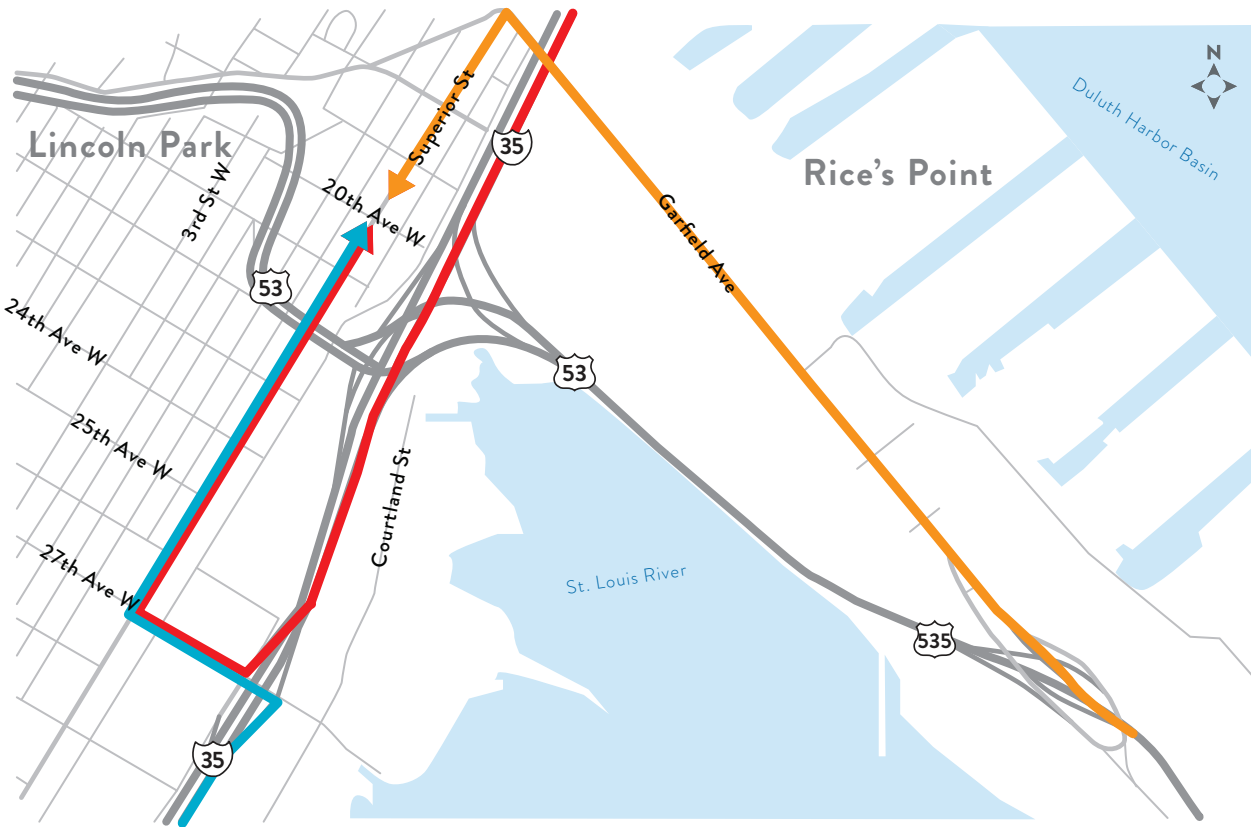 N
Duluth Harbor Basin
Superior St
35
Lincoln Park
Rice's Point
3rd St W
20th Ave W
Garfield Ave
53
24th Ave W
53
25th Ave W
Courtland St
27th Ave W
St. Louis River
535
35